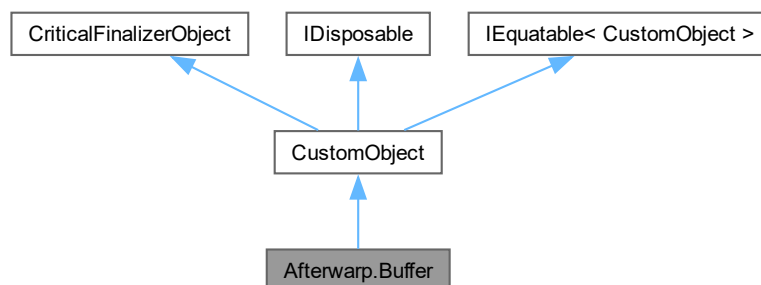 CriticalFinalizerObject
IDisposable
IEquatable< CustomObject >
CustomObject
Afterwarp.Buffer